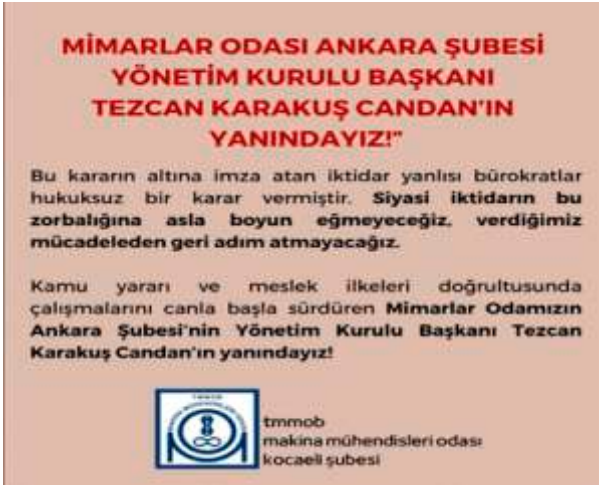 MİMARLAR ODASI ANKARA ŞUBESİ
YÖNETİM KURULU BAŞKANI
TEZCAN KARAKUŞ CANDAN'IN
YANINDAYIZ!"
Bu kararın altına imza atan iktidar yanlısı bürokratlar
hukuksuz bir karar vermiştir. Siyasi iktidarın bu
zorbalığına asla boyun eğmeyeceğiz, verdiğimiz
mücadeleden geri adım atmayacağız.
Kamu yararı ve meslek ilkeleri doğrultusunda
çalışmalarını canla başla sürdüren Mimarlar Odamızın
Ankara Şubesi'nin Yönetim Kurulu Başkanı Tezcan
Karakuş Candan'ın yanındayız!
tmmob
makina mühendisleri odası
kocaeli şubesi